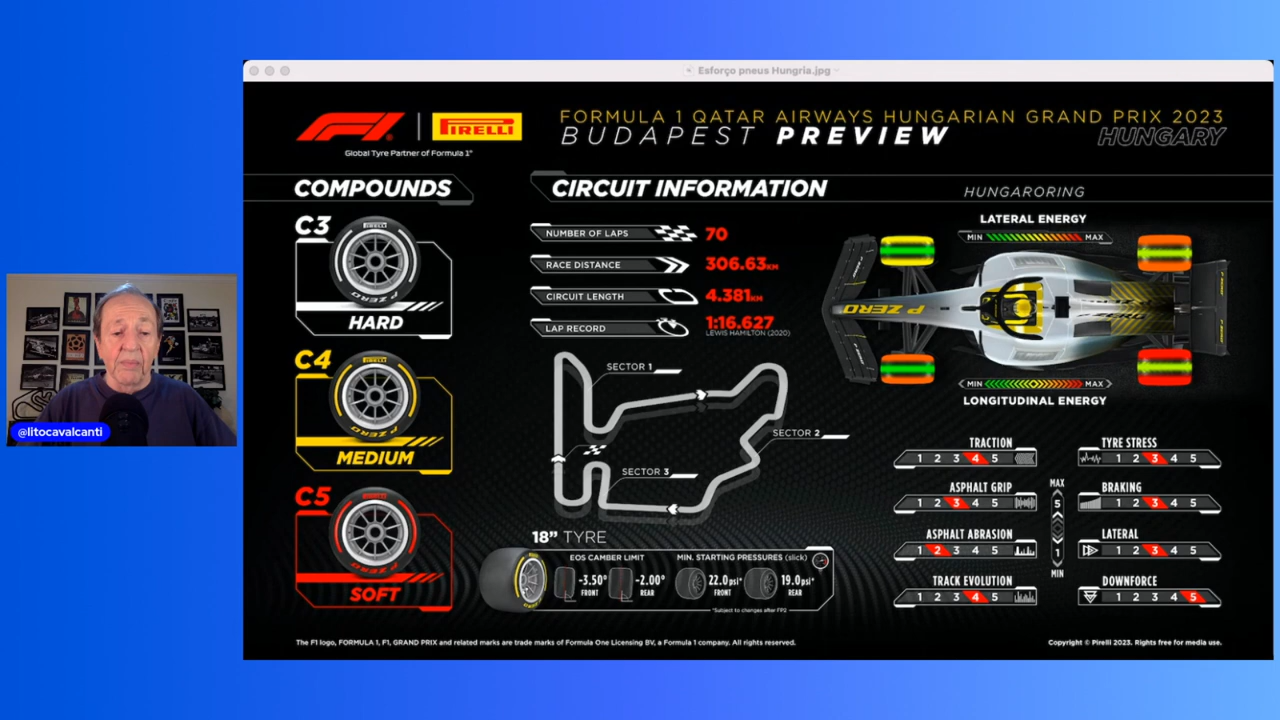 Esforço pneus Hungria.jpg
F1
PIRELLI
Global Tyre Partner of Formula 1®
FORMULA 1 QATAR AIRWAYS HUNGARIAN GRAND PRIX 2023
BUDAPEST PREVIEW
HUNGARY
COMPOUNDS
C3
HARD
C4
MEDIUM
C5
SOFT
CIRCUIT INFORMATION
HUNGARORING
NUMBER OF LAPS 70
RACE DISTANCE 306.63KM
CIRCUIT LENGTH 4.381KM
LAP RECORD 1:16.627
LEWIS HAMILTON (2020)
SECTOR 1
SECTOR 2
SECTOR 3
LATERAL ENERGY
MIN MAX
P ZERO
MIN MAX
LONGITUDINAL ENERGY
18” TYRE
EOS CAMBER LIMIT
-3.50° FRONT
-2.00° REAR
MIN. STARTING PRESSURES (slick)
22.0psi* FRONT
19.0psi* REAR
*Subject to changes after FP2
TRACTION
1 2 3 4 5
ASPHALT GRIP
1 2 3 4 5
ASPHALT ABRASION
1 2 3 4 5
TRACK EVOLUTION
1 2 3 4 5
MAX
5
1
MIN
TYRE STRESS
1 2 3 4 5
BRAKING
1 2 3 4 5
LATERAL
1 2 3 4 5
DOWNFORCE
1 2 3 4 5
The F1 logo, FORMULA 1, F1, GRAND PRIX and related marks are trade marks of Formula One Licensing BV, a Formula 1 company. All rights reserved.
Copyright © Pirelli 2023. Rights free for media use.
@litocavalcanti